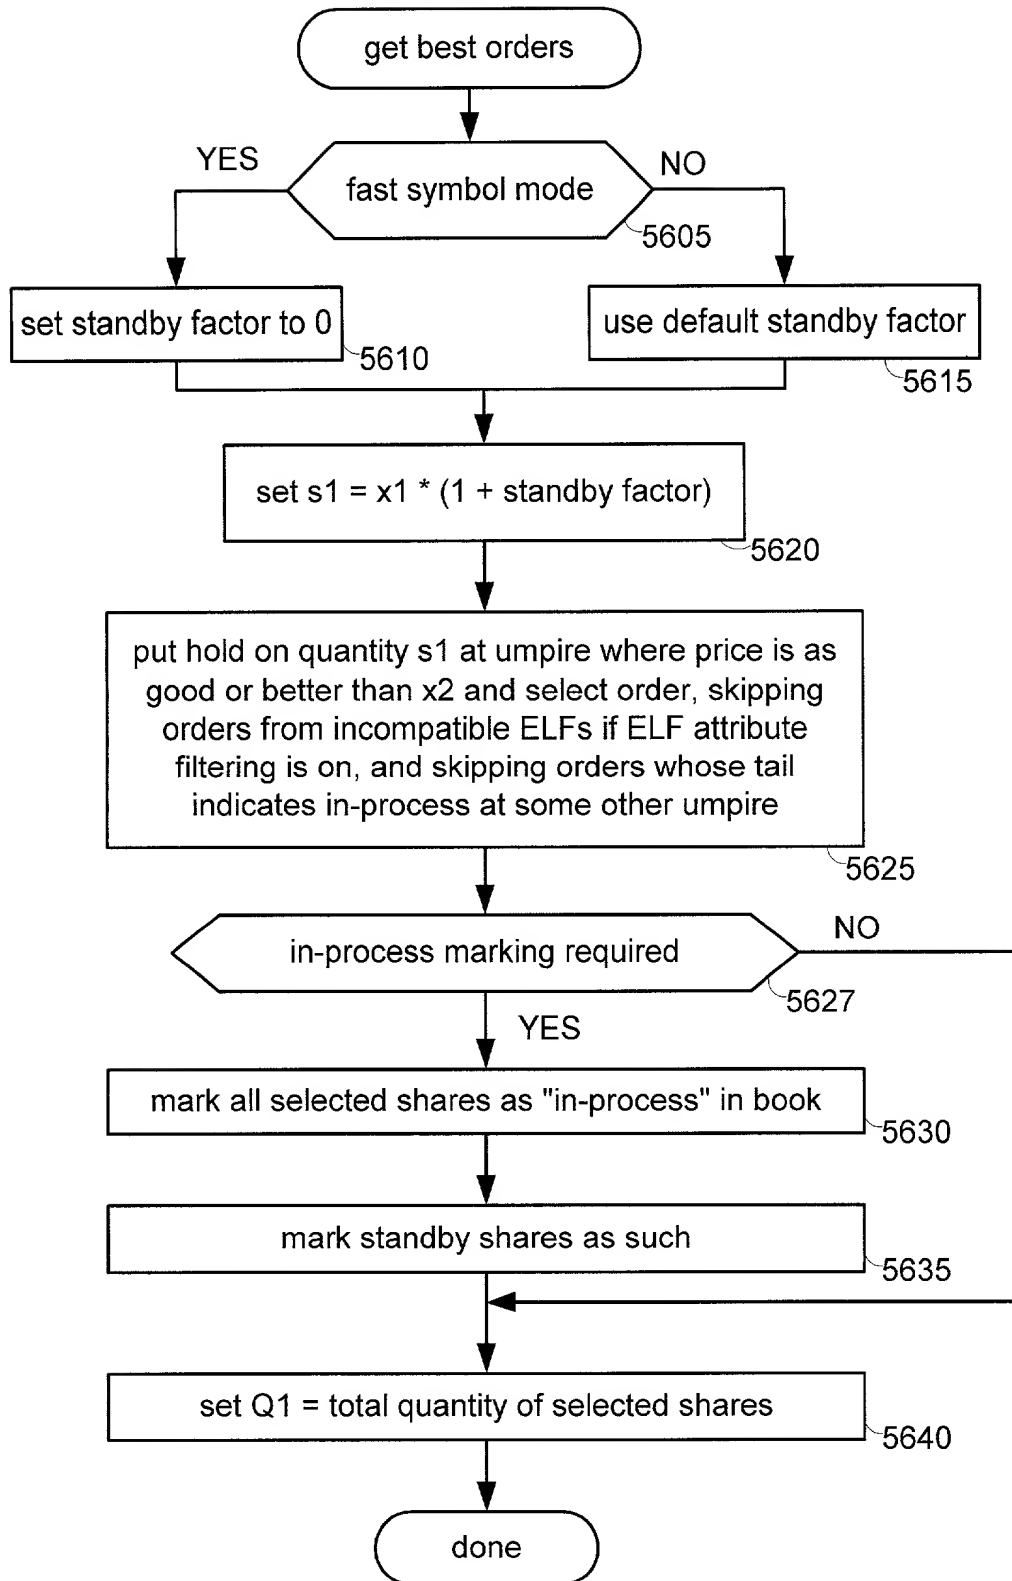 get best orders
YES
NO
fast symbol mode
5605
set standby factor to 0
use default standby factor
5610
5615
set s1 = x1 * (1 + standby factor)
5620
put hold on quantity s1 at umpire where price is as
good or better than x2 and select order, skipping
orders from incompatible ELFs if ELF attribute
filtering is on, and skipping orders whose tail
indicates in-process at some other umpire
5625
NO
in-process marking required
5627
YES
mark all selected shares as "in-process" in book
5630
mark standby shares as such
5635
set Q1 = total quantity of selected shares
5640
done